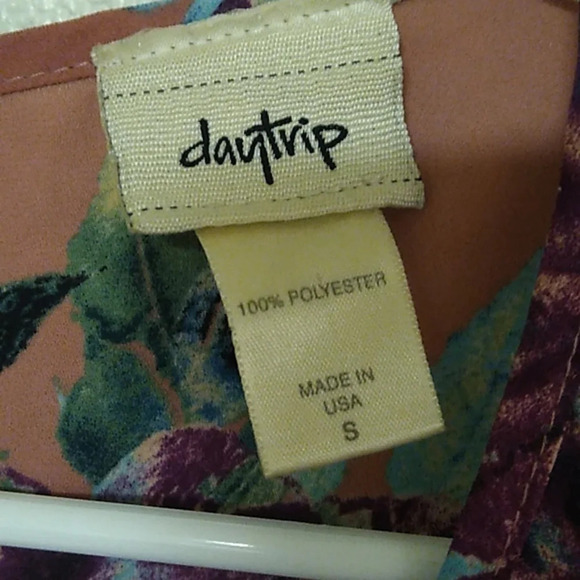 daytrip
100% POLYESTER
MADE IN
USA
S